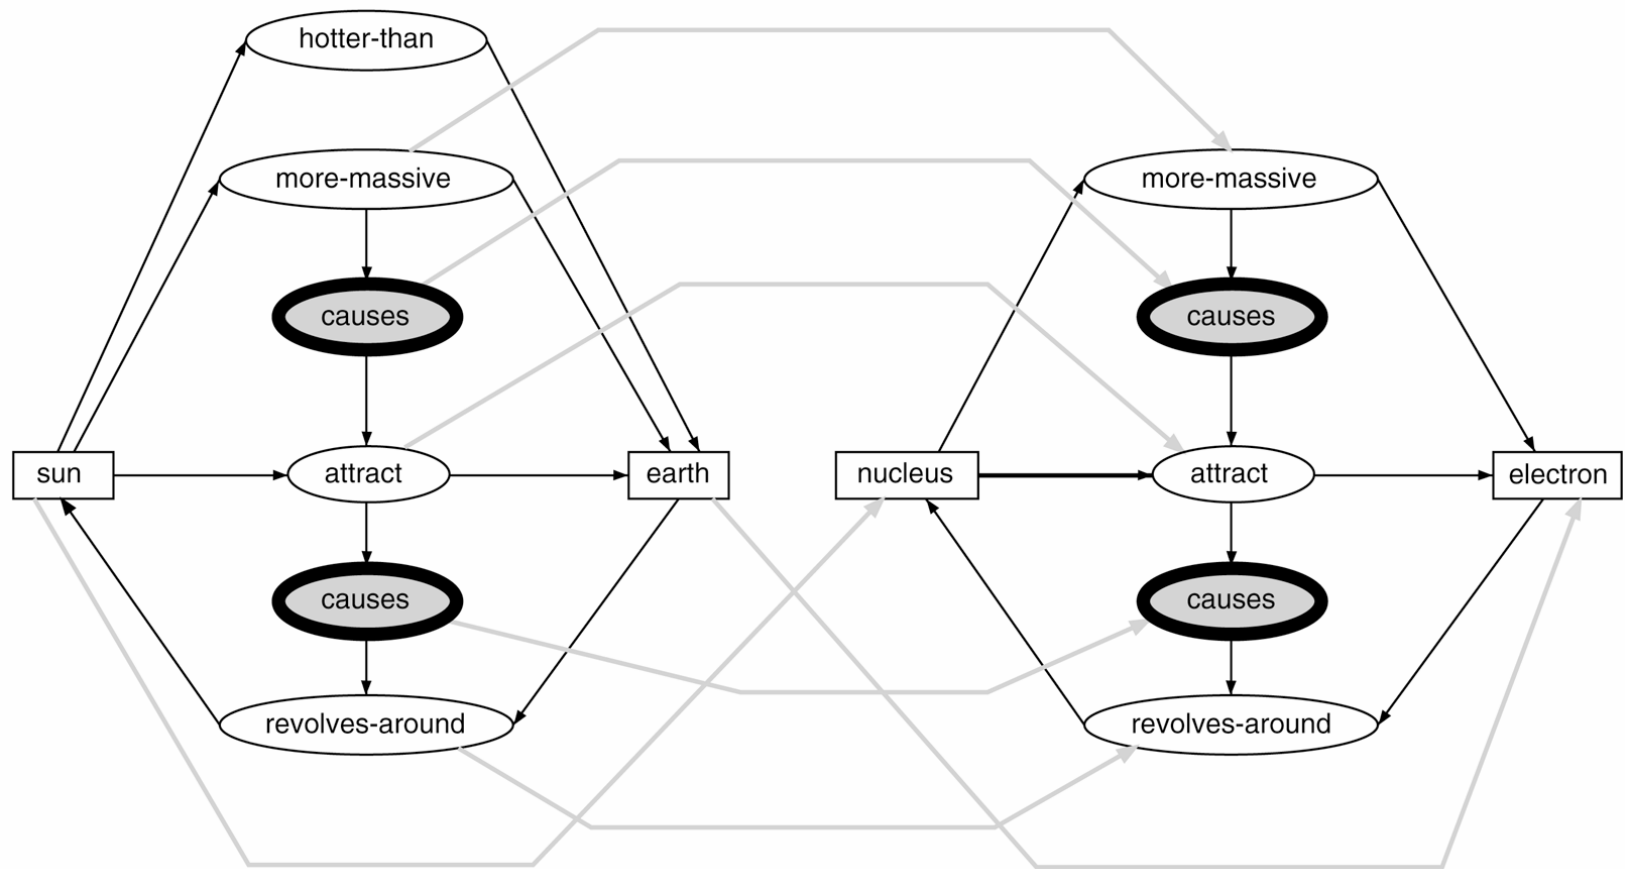 hotter-than
more-massive
causes
sun
attract
earth
causes
revolves-around
more-massive
causes
nucleus
attract
electron
causes
revolves-around